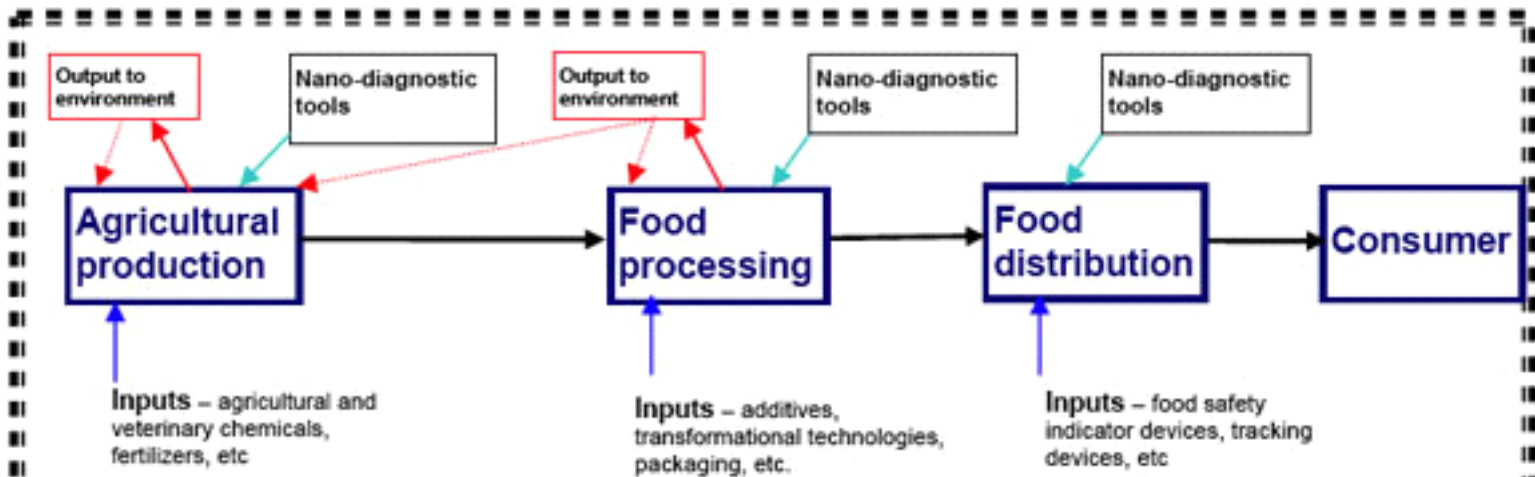 Output to
environment
Nano-diagnostic
tools
Output to
environment
Nano-diagnostic
tools
Nano-diagnostic
tools
Agricultural
production
Food
processing
Food
distribution
Consumer
Inputs – agricultural and
veterinary chemicals,
fertilizers, etc
Inputs – additives,
transformational technologies,
packaging, etc.
Inputs – food safety
indicator devices, tracking
devices, etc